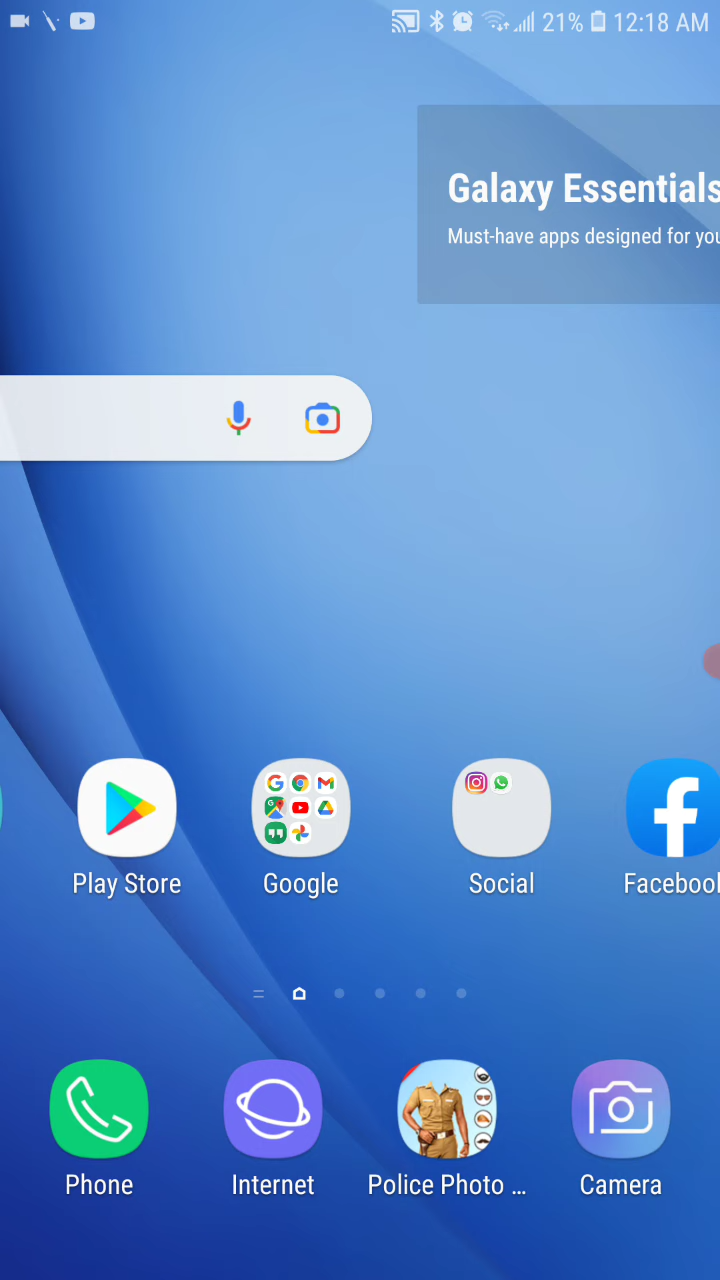 21% 12:18 AM
Galaxy Essentials
Must-have apps designed for you
Play Store
Google
Social
Facebook
Phone
Internet
Police Photo ...
Camera